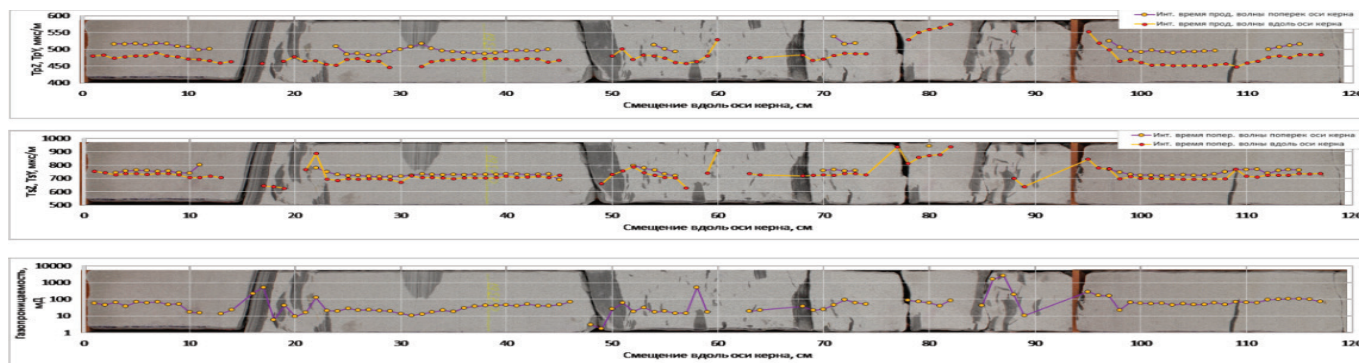 TpZ, TpY, мкс/м
600
550
500
450
400
Инт. время прод. волны поперек оси керна
Инт. время прод. волны вдоль оси керна
0 10 20 30 40 50 60 70 80 90 100 110 120
Смещение вдоль оси керна, см
TsZ, TsY, мкс/м
1000
900
800
700
600
500
Инт. время попер. волны поперек оси керна
Инт. время попер. волны вдоль оси керна
0 10 20 30 40 50 60 70 80 90 100 110 120
Смещение вдоль оси керна, см
Газопроницаемость, мД
10000
1000
100
10
1
0 10 20 30 40 50 60 70 80 90 100 110 120
Смещение вдоль оси керна, см